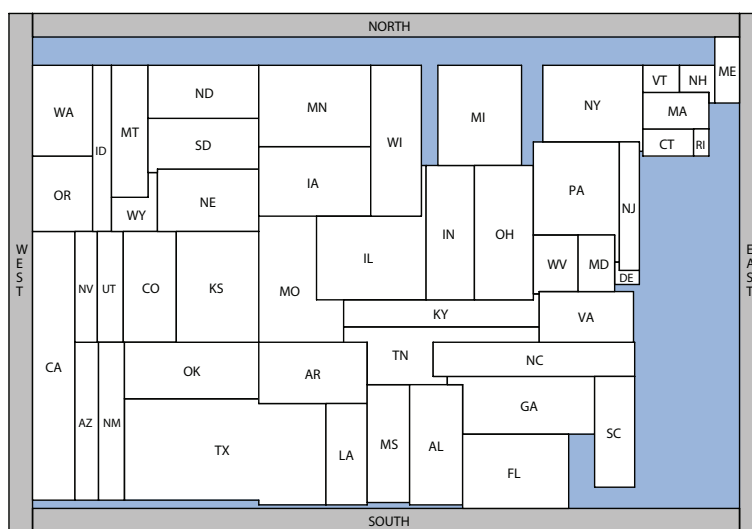 NORTH
ME
VT NH
WA ID MT ND MN WI MI NY MA
SD CT RI
IA PA
OR WY NE NJ
IL IN OH
WEST
EAST
NV UT CO KS MO WV MD DE
KY VA
CA OK AR TN NC
AZ NM TX LA MS AL GA SC
FL
SOUTH